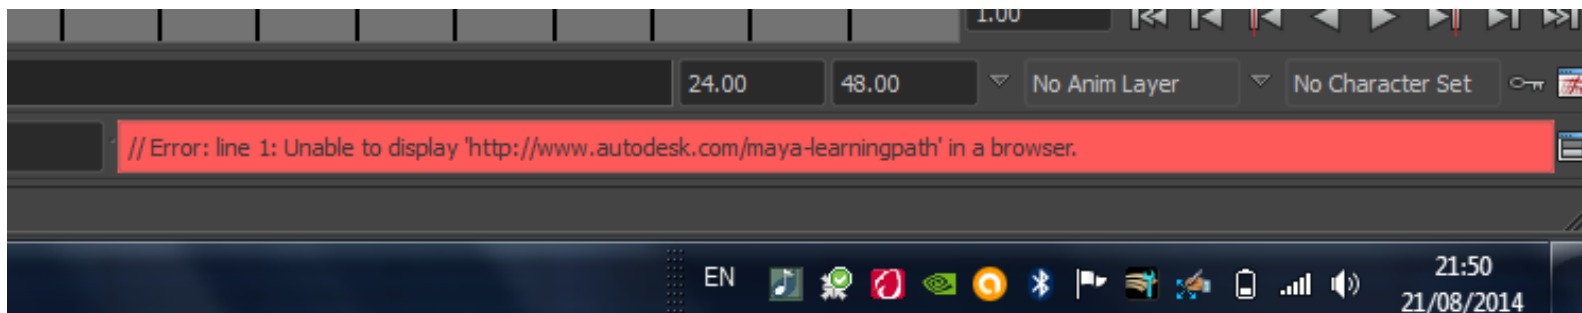 1.00
24.00 48.00 No Anim Layer No Character Set
// Error: line 1: Unable to display 'http://www.autodesk.com/maya-learningpath' in a browser.
EN 21:50
21/08/2014